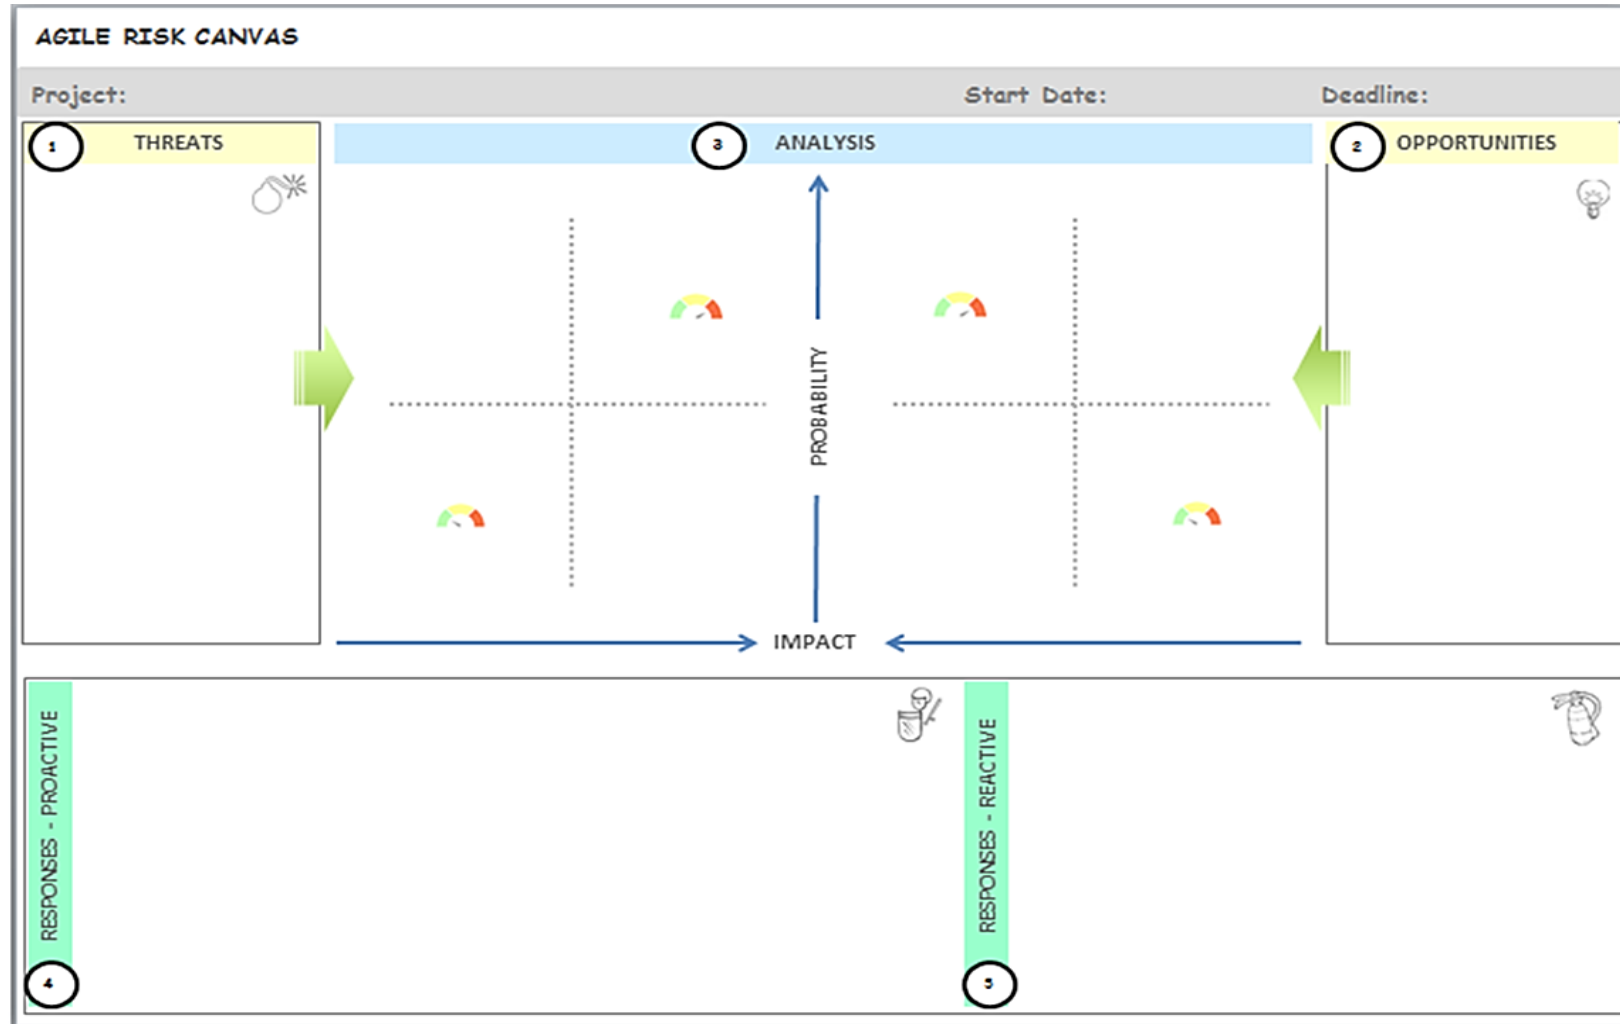 AGILE RISK CANVAS
Project:
Start Date:
Deadline:
1
THREATS
3
ANALYSIS
2
OPPORTUNITIES
PROBABILITY
IMPACT
RESPONSES - PROACTIVE
4
RESPONSES - REACTIVE
5